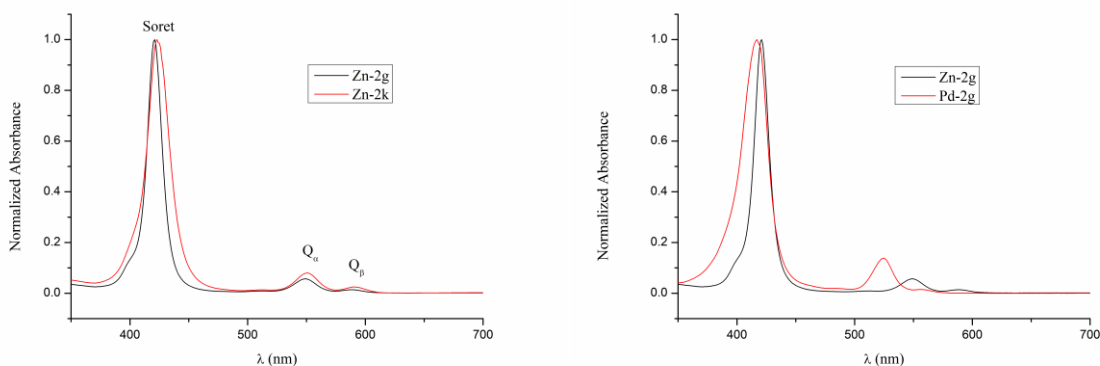 Soret
1.0
0.8
0.6
0.4
0.2
0.0
Normalized Absorbance
Zn-2g
Zn-2k
Qα
Qβ
400
500
600
700
λ (nm)
1.0
0.8
0.6
0.4
0.2
0.0
Normalized Absorbance
Zn-2g
Pd-2g
400
500
600
700
λ (nm)